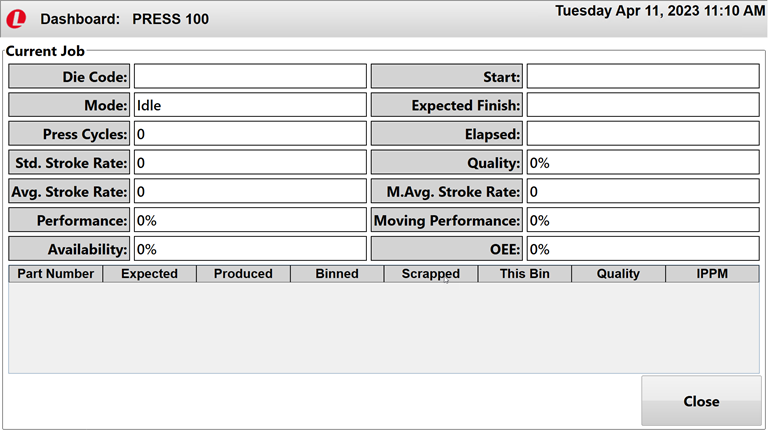 Dashboard: PRESS 100
Tuesday Apr 11, 2023 11:10 AM
Current Job
Die Code: Start:
Mode: Idle Expected Finish:
Press Cycles: 0 Elapsed:
Std. Stroke Rate: 0 Quality: 0%
Avg. Stroke Rate: 0 M.Avg. Stroke Rate: 0
Performance: 0% Moving Performance: 0%
Availability: 0% OEE: 0%
Part Number Expected Produced Binned Scrapped This Bin Quality IPPM
Close